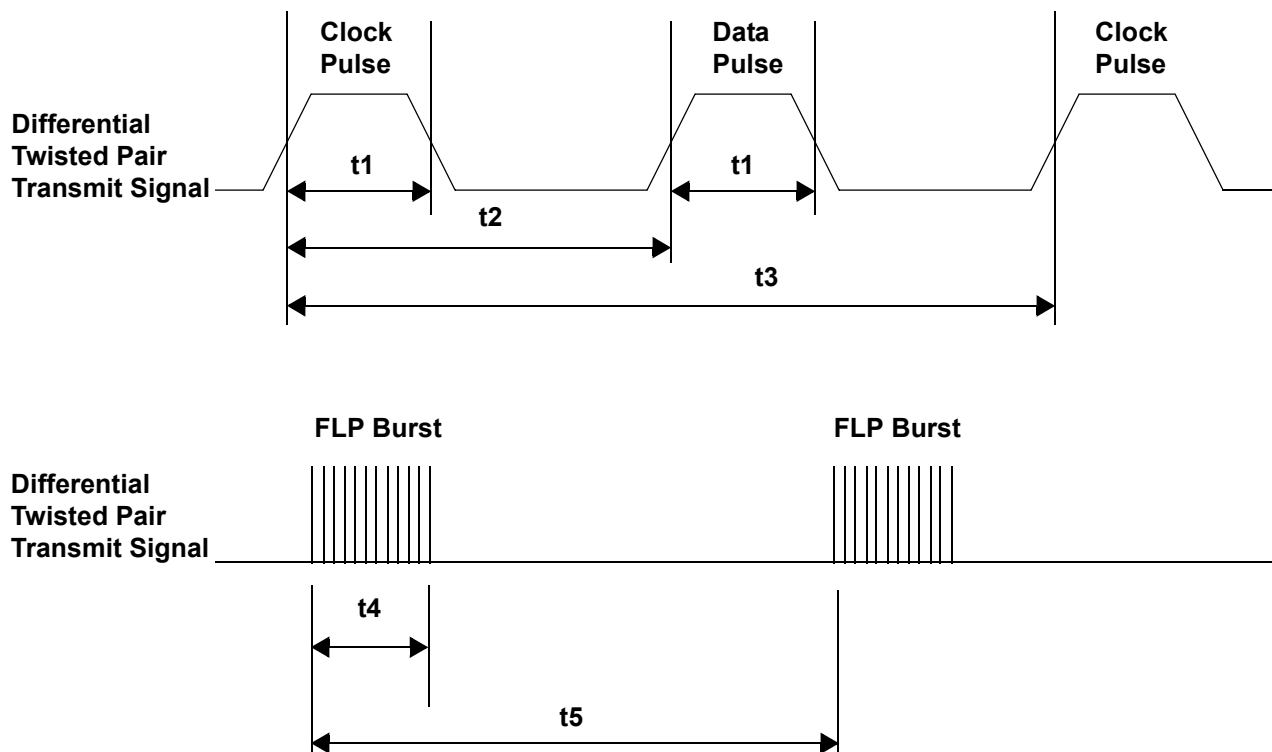 Clock
Pulse
Data
Pulse
Clock
Pulse
Differential
Twisted Pair
Transmit Signal
t1
t1
t2
t3
FLP Burst
FLP Burst
Differential
Twisted Pair
Transmit Signal
t4
t5